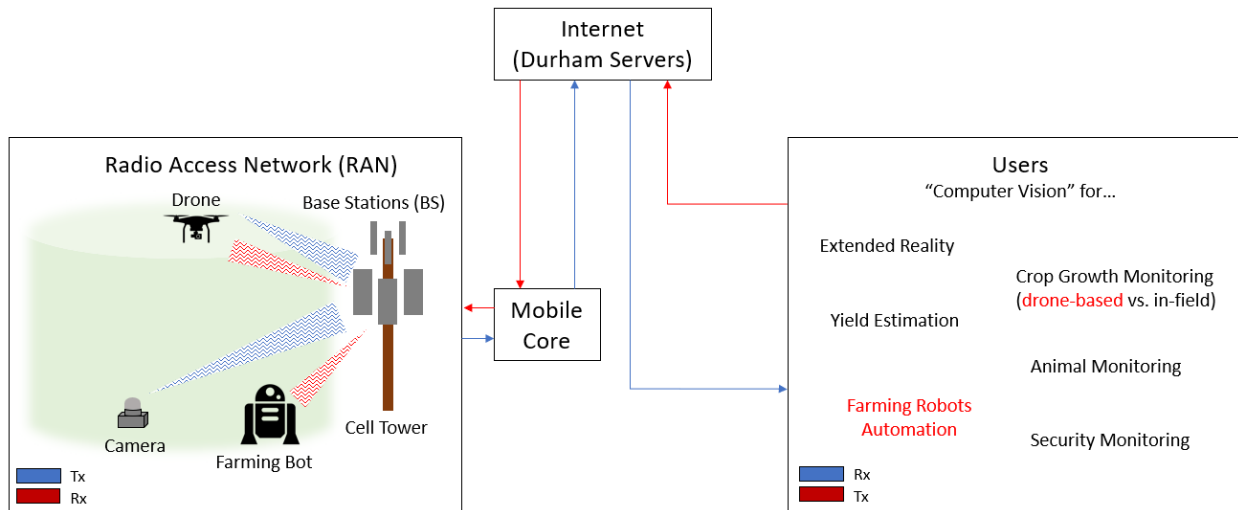 Internet
(Durham Servers)
Radio Access Network (RAN)
Drone
Base Stations (BS)
Camera
Farming Bot
Cell Tower
Tx
Rx
Mobile
Core
Users
“Computer Vision” for...
Extended Reality
Crop Growth Monitoring
(drone-based vs. in-field)
Yield Estimation
Animal Monitoring
Farming Robots
Automation
Security Monitoring
Rx
Tx